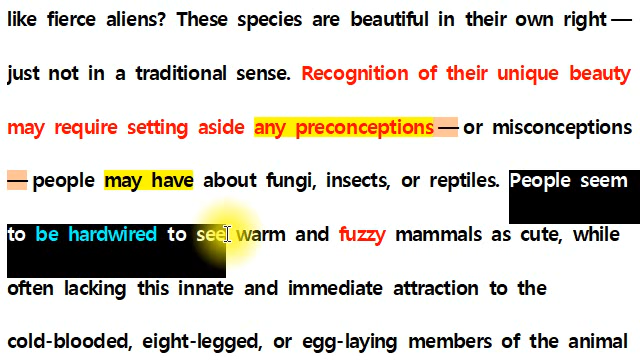 like fierce aliens? These species are beautiful in their own right —
just not in a traditional sense. Recognition of their unique beauty
may require setting aside any preconceptions — or misconceptions
— people may have about fungi, insects, or reptiles. People seem
to be hardwired to see warm and fuzzy mammals as cute, while
often lacking this innate and immediate attraction to the
cold-blooded, eight-legged, or egg-laying members of the animal